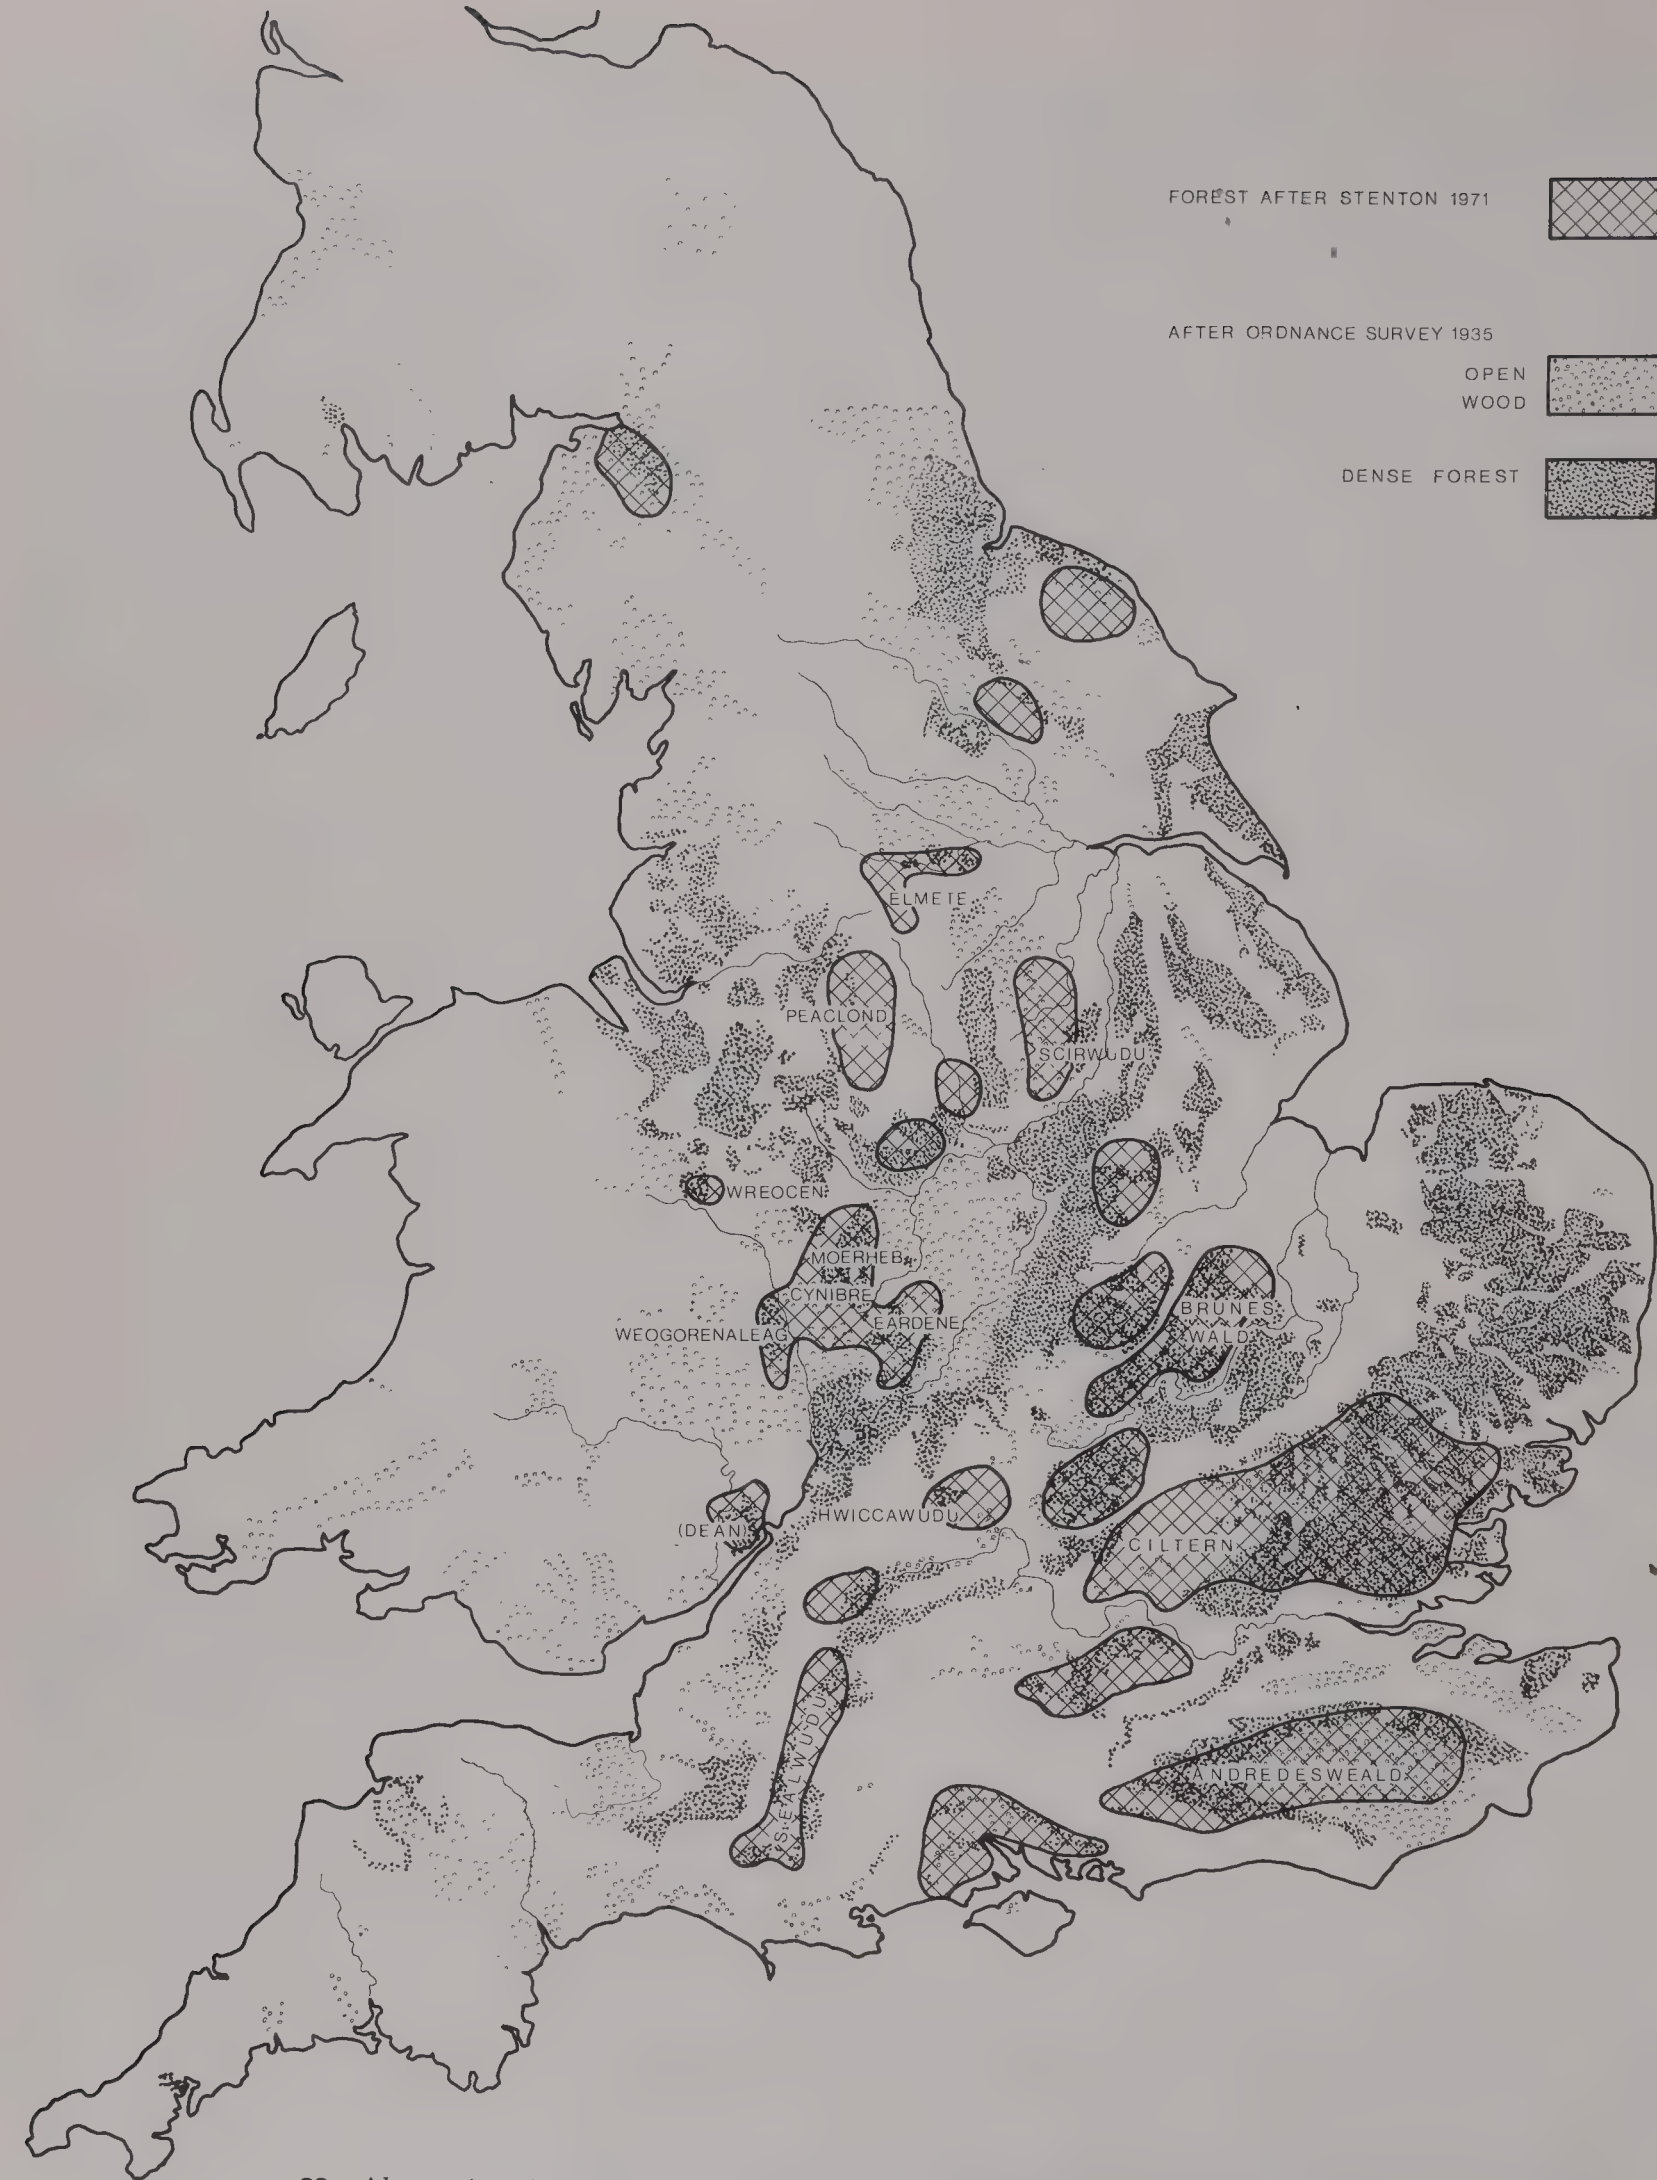 FOREST AFTER STENTON 1971
AFTER ORDNANCE SURVEY 1935
OPEN
WOOD
DENSE FOREST
ELMETE
PEACLOND
SCIRWUDU
WREOCEN
MOERHEB
CYNIBRE
BRUNES
WALD
EARDENE
WEOGORENALEAG
HWICCAWUDU
(DEAN)
CILTERN
SEALWUDU
ANDREDESWEALD